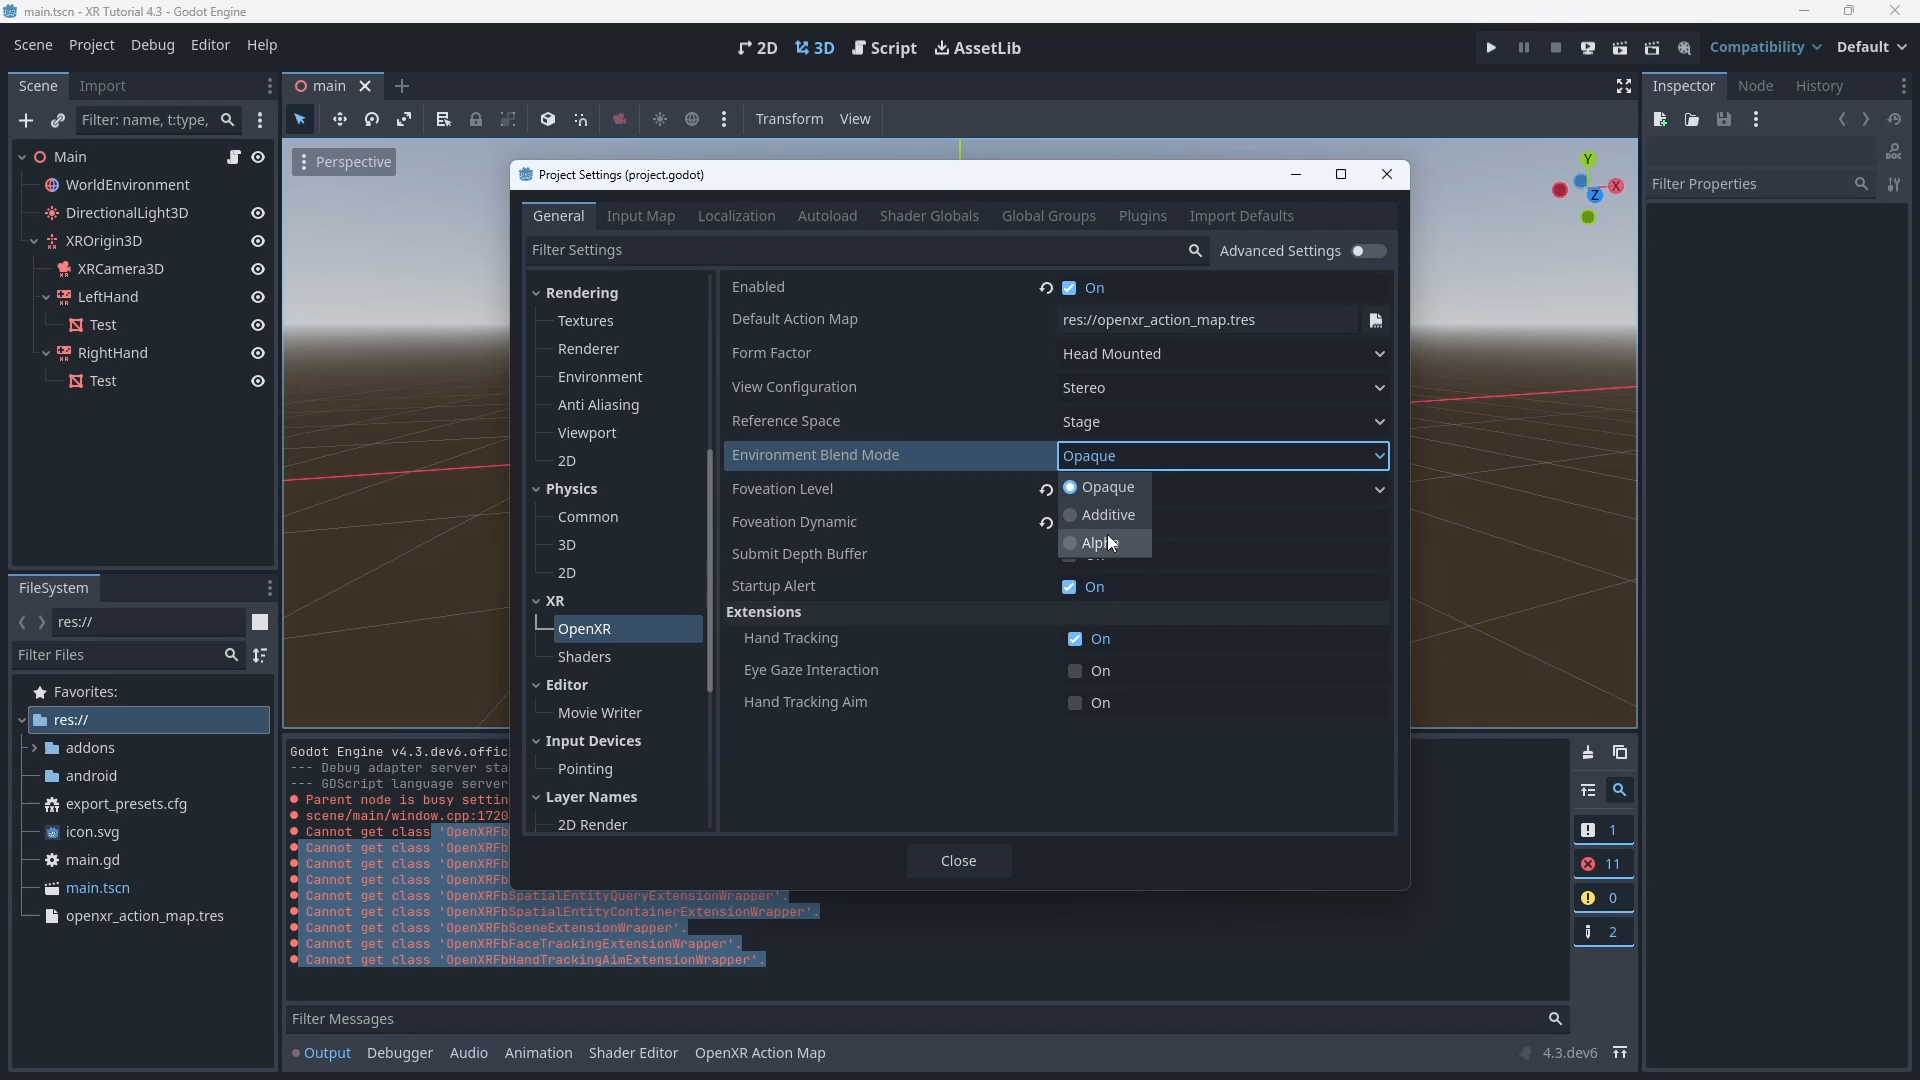 main.tscn - XR Tutorial 4.3 - Godot Engine
Scene Project Debug Editor Help
2D 3D Script AssetLib
Compatibility Default
Scene Import
main
Inspector Node History
Filter: name, t:type,
Transform View
Main
WorldEnvironment
DirectionalLight3D
XROrigin3D
XRCamera3D
LeftHand
Test
RightHand
Test
Perspective
Y
X
Z
Filter Properties
Project Settings (project.godot)
General Input Map Localization Autoload Shader Globals Global Groups Plugins Import Defaults
Filter Settings
Advanced Settings
Rendering
Textures
Renderer
Environment
Anti Aliasing
Viewport
2D
Physics
Common
3D
2D
XR
OpenXR
Shaders
Editor
Movie Writer
Input Devices
Pointing
Layer Names
2D Render
Enabled On
Default Action Map res://openxr_action_map.tres
Form Factor Head Mounted
View Configuration Stereo
Reference Space Stage
Environment Blend Mode Opaque
Foveation Level
Opaque
Additive
Alpha
Foveation Dynamic
Submit Depth Buffer
Startup Alert On
Extensions
Hand Tracking On
Eye Gaze Interaction On
Hand Tracking Aim On
Close
FileSystem
res://
Filter Files
Favorites:
res://
addons
android
export_presets.cfg
icon.svg
main.gd
main.tscn
openxr_action_map.tres
Godot Engine v4.3.dev6.offic
--- Debug adapter server sta
--- GDScript language server
Parent node is busy settin
scene/main/window.cpp:1720
Cannot get class 'OpenXRFb
Cannot get class 'OpenXRFb
Cannot get class 'OpenXRFb
Cannot get class 'OpenXRFb
Cannot get class 'OpenXRFbSpatialEntityQueryExtensionWrapper'.
Cannot get class 'OpenXRFbSpatialEntityContainerExtensionWrapper'.
Cannot get class 'OpenXRFbSceneExtensionWrapper'.
Cannot get class 'OpenXRFbFaceTrackingExtensionWrapper'.
Cannot get class 'OpenXRFbHandTrackingAimExtensionWrapper'.
1
11
0
2
Filter Messages
Output Debugger Audio Animation Shader Editor OpenXR Action Map
4.3.dev6